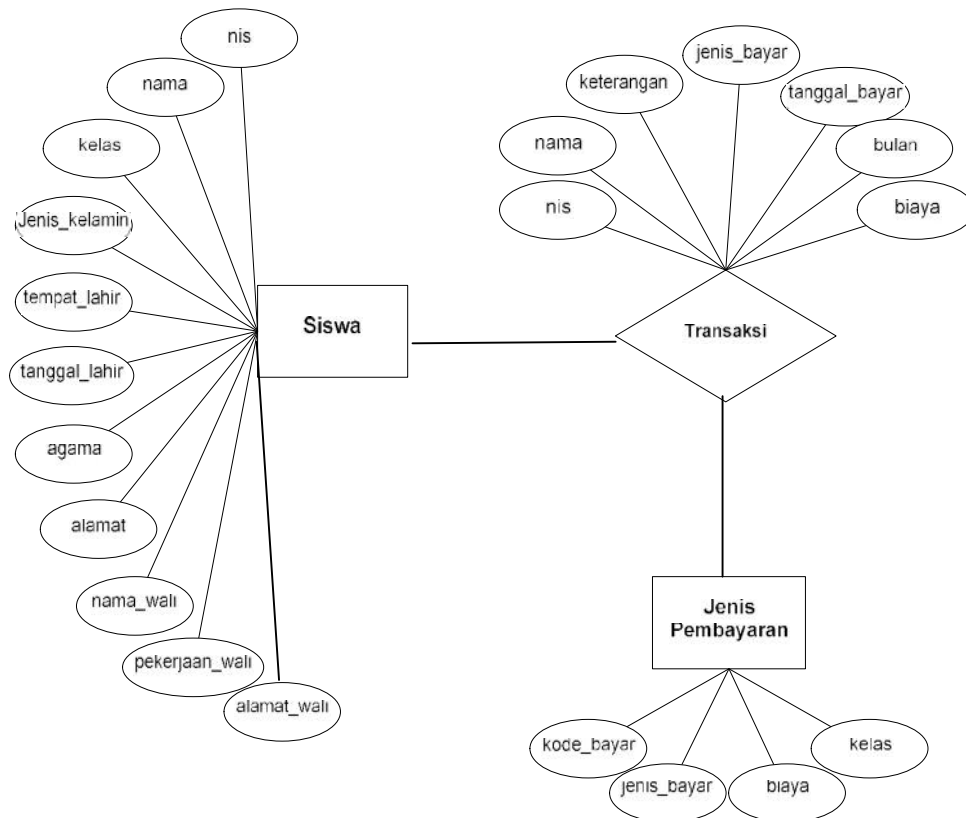 nis
nama
kelas
Jenis_kelamin
tempat_lahir
tanggal_lahir
agama
alamat
nama_wali
pekerjaan_wali
alamat_wali
Siswa
jenis_bayar
keterangan
tanggal_bayar
nama
bulan
nis
biaya
Transaksi
Jenis
Pembayaran
kode_bayar
jenis_bayar
biaya
kelas